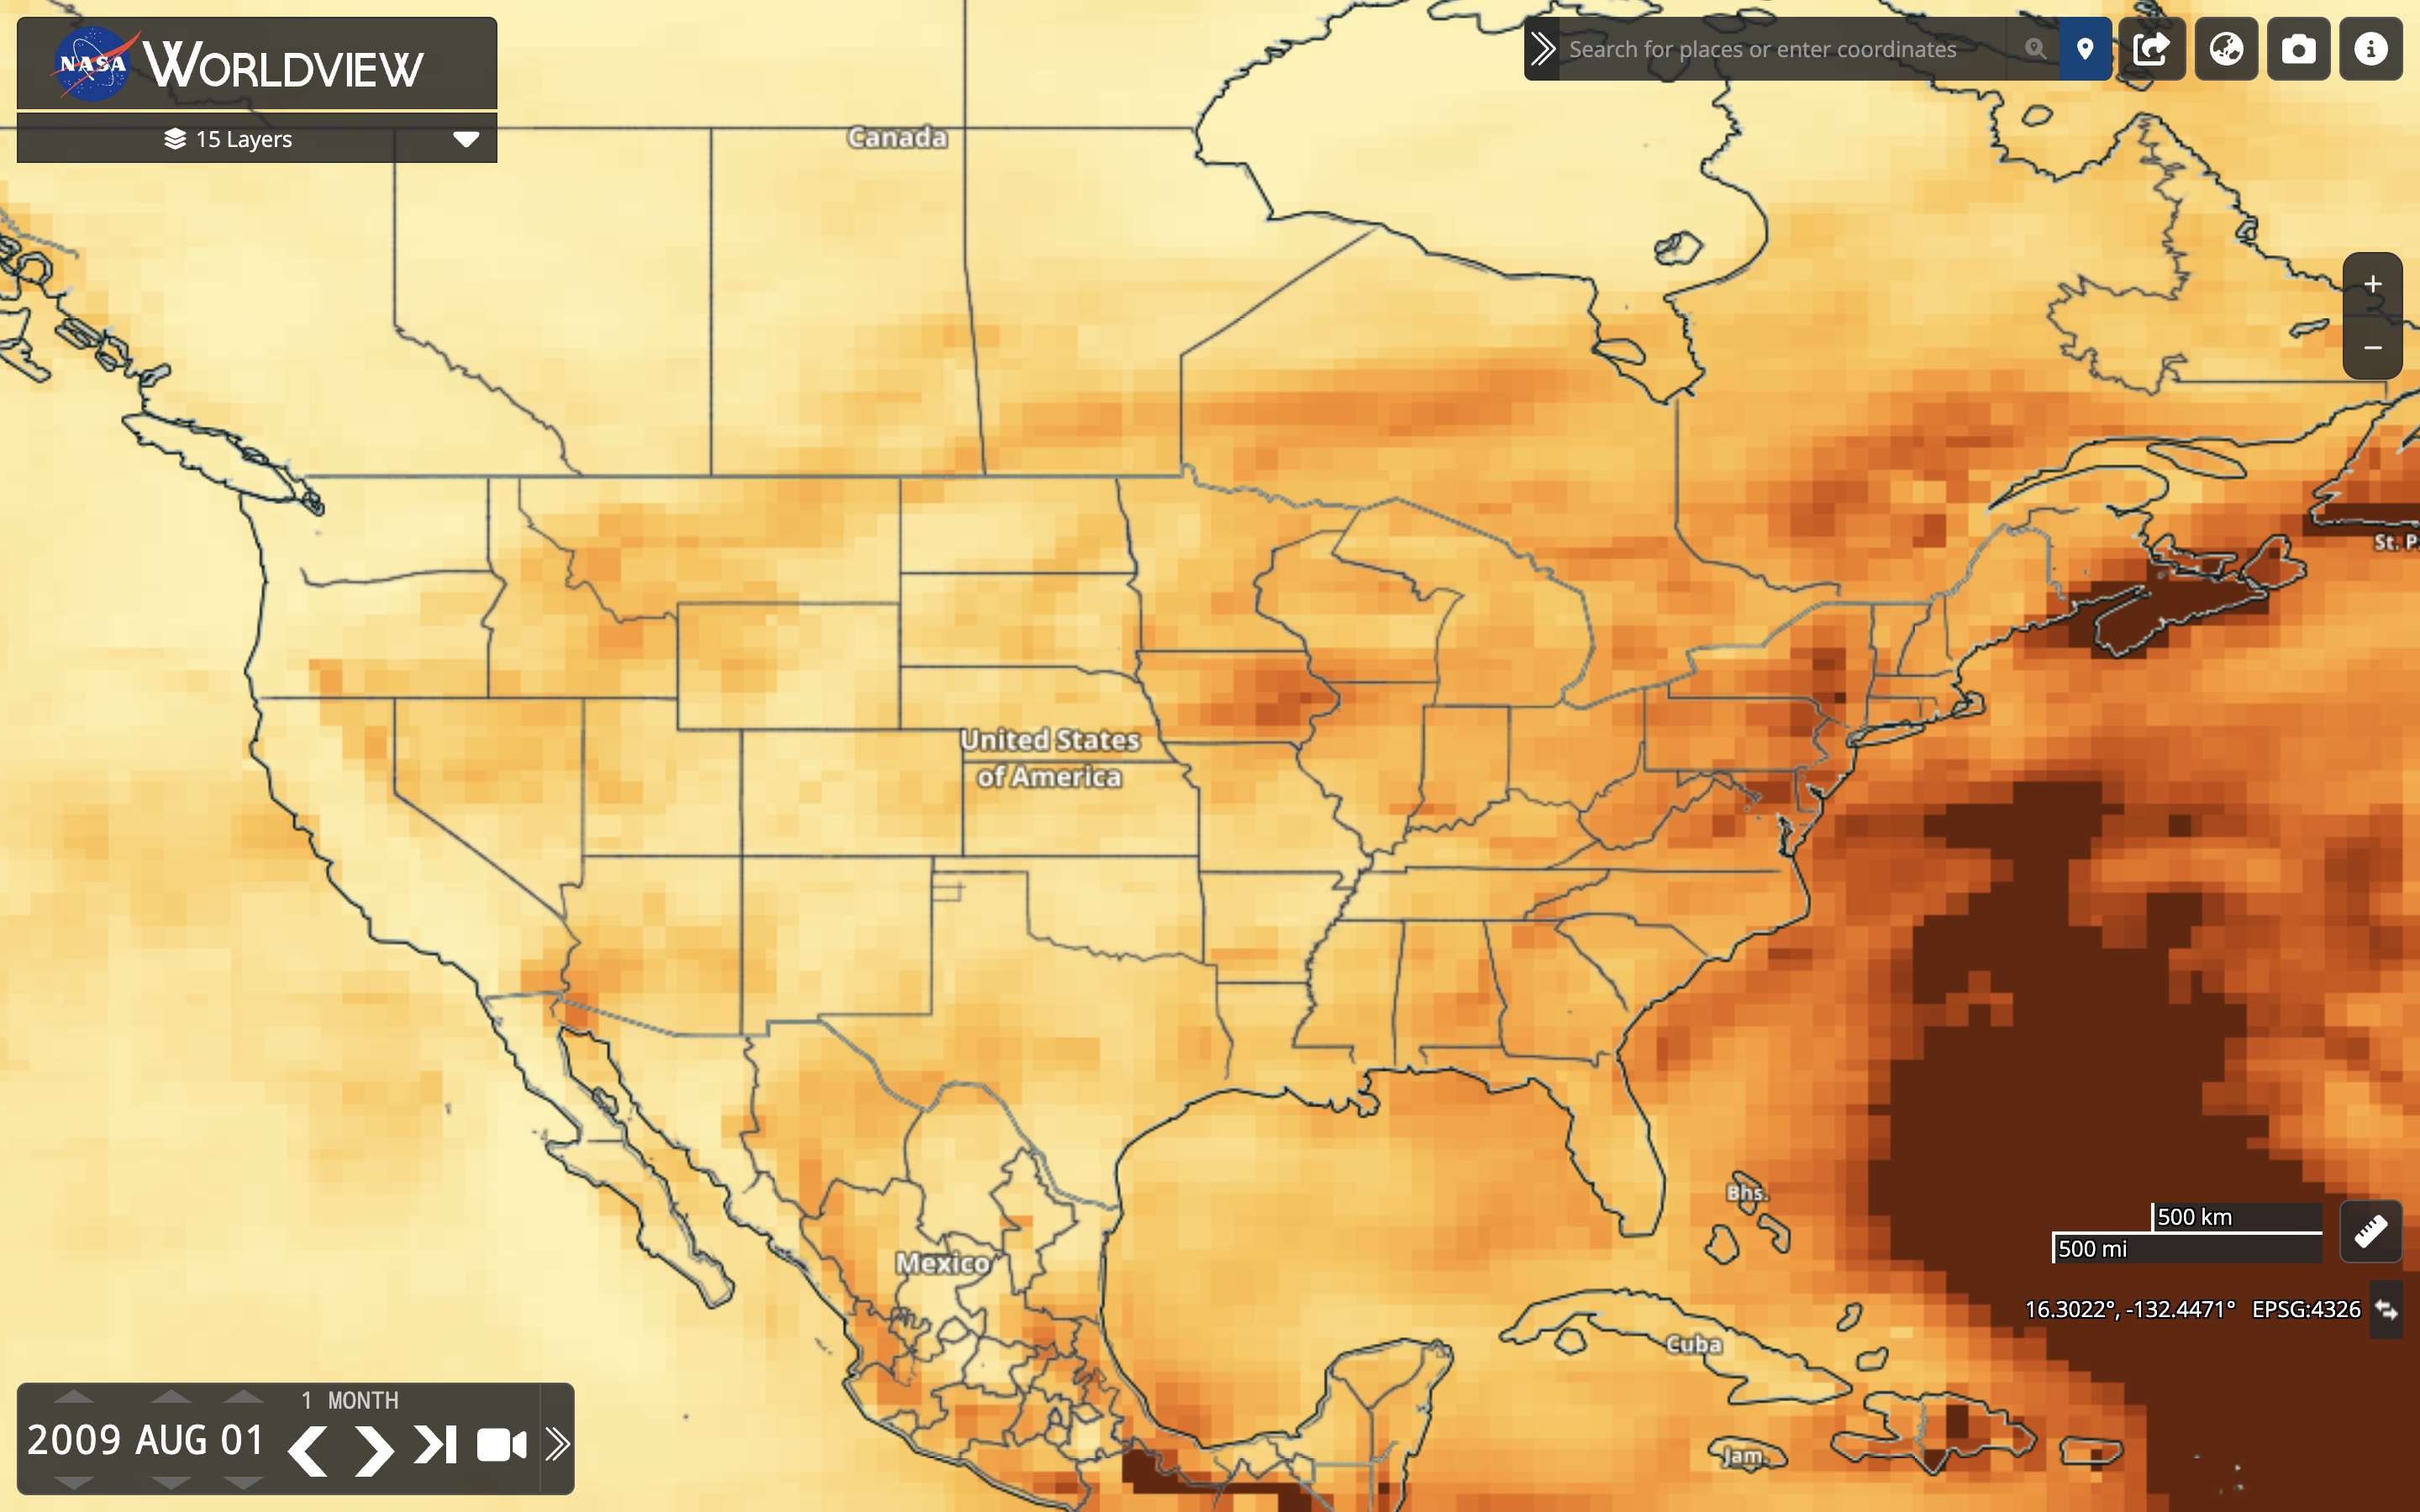 NASA WORLDVIEW
15 Layers
Search for places or enter coordinates
Canada
St. P
United States
of America
Bhs.
500 km
500 mi
Mexico
16.3022°, -132.4471° EPSG:4326
Cuba
Jam.
1 MONTH
2009 AUG 01